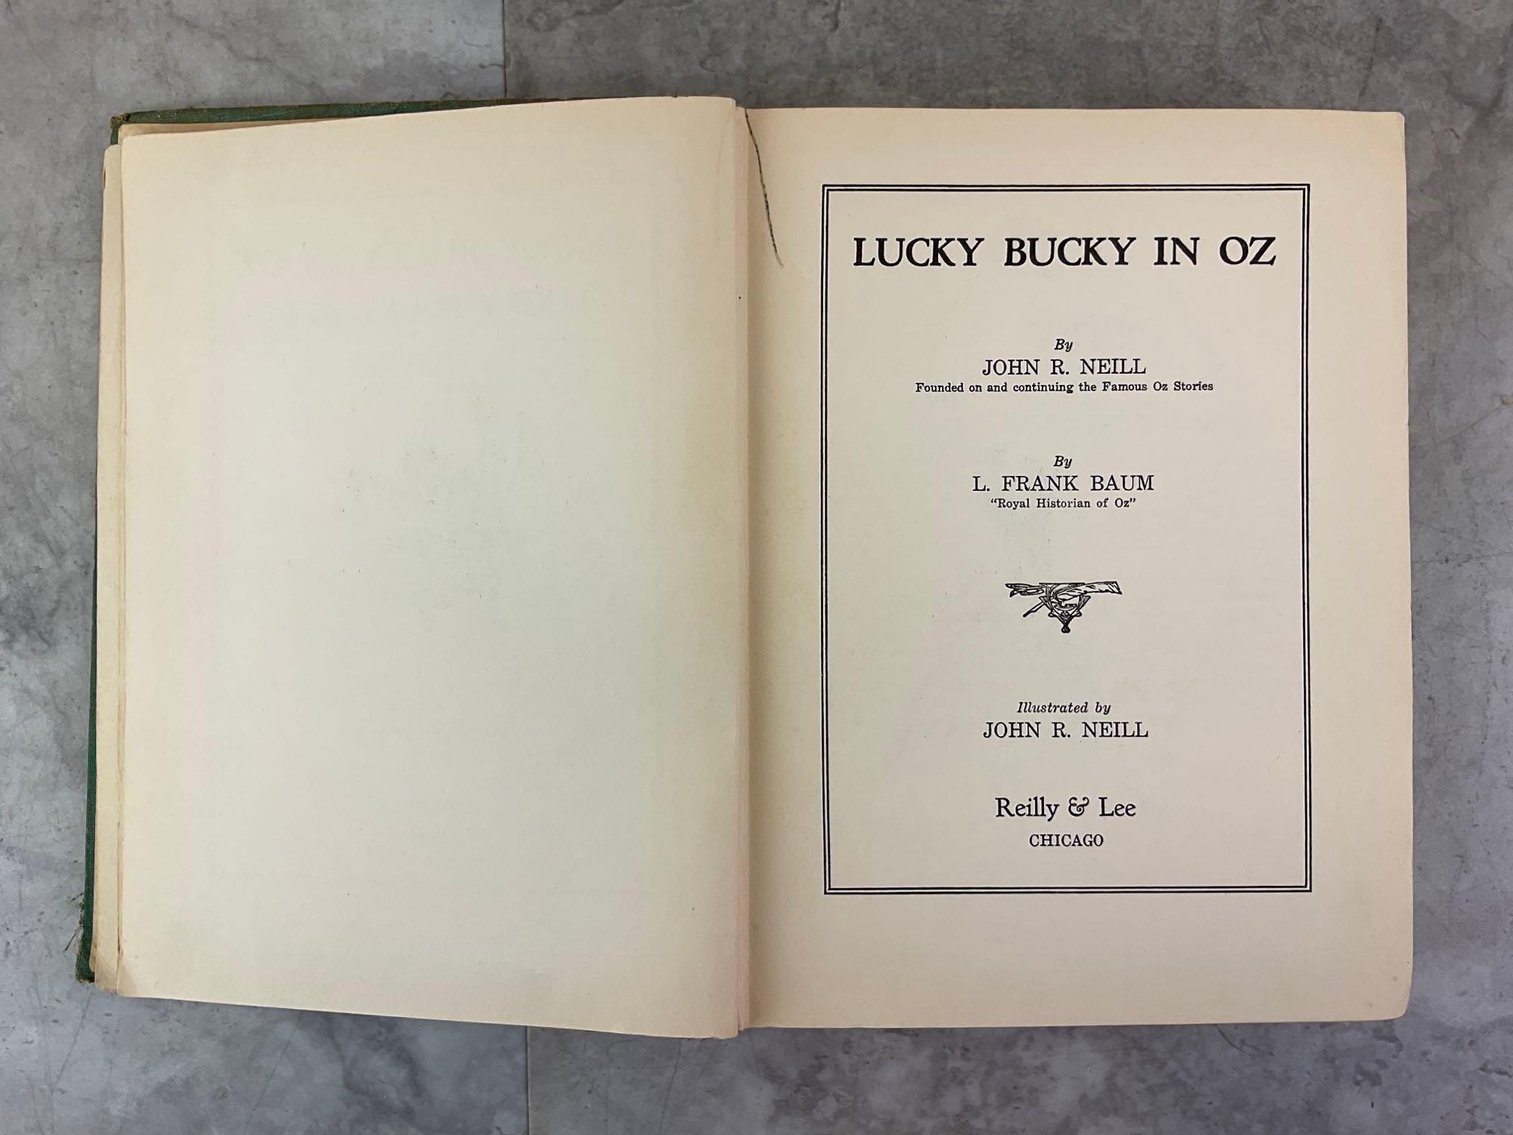 LUCKY BUCKY IN OZ
By
JOHN R. NEILL
Founded on and continuing the Famous Oz Stories
By
L. FRANK BAUM
"Royal Historian of Oz"
Illustrated by
JOHN R. NEILL
Reilly & Lee
CHICAGO